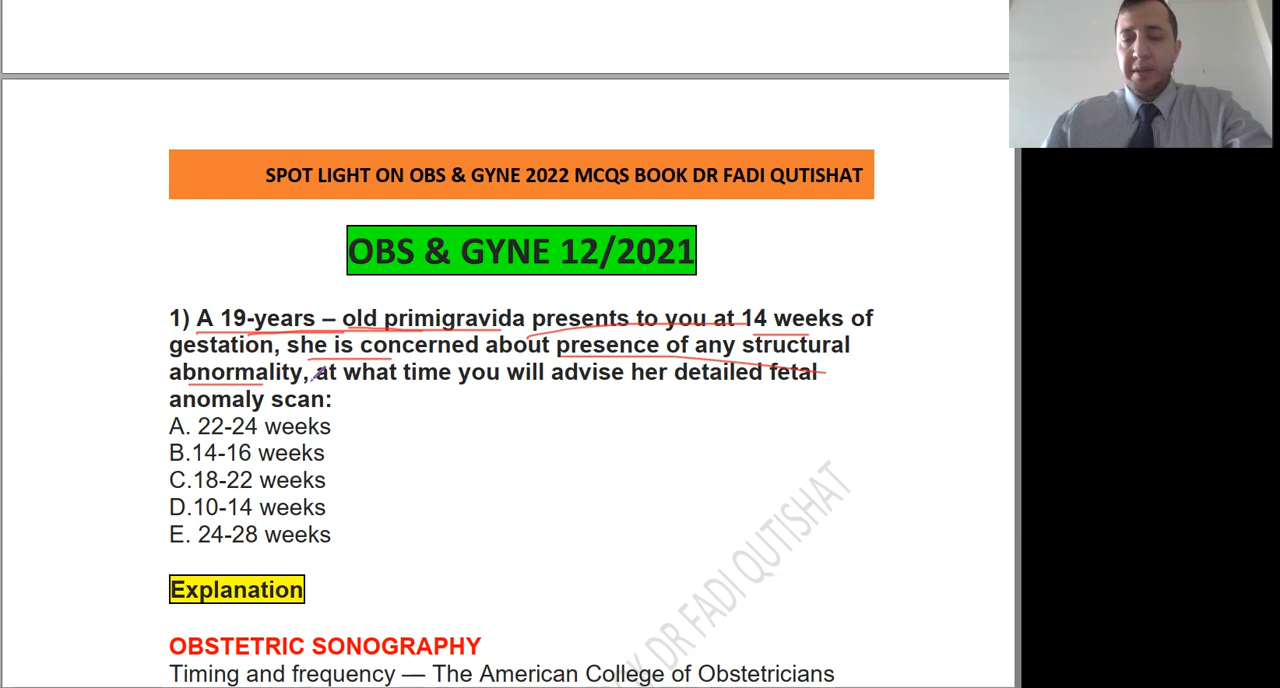 SPOT LIGHT ON OBS & GYNE 2022 MCQS BOOK DR FADI QUTISHAT
OBS & GYNE 12/2021
1) A 19-years – old primigravida presents to you at 14 weeks of
gestation, she is concerned about presence of any structural
abnormality, at what time you will advise her detailed fetal
anomaly scan:
A. 22-24 weeks
B.14-16 weeks
C.18-22 weeks
D.10-14 weeks
E. 24-28 weeks
Explanation
OBSTETRIC SONOGRAPHY
Timing and frequency — The American College of Obstetricians
K DR FADI QUTISHAT